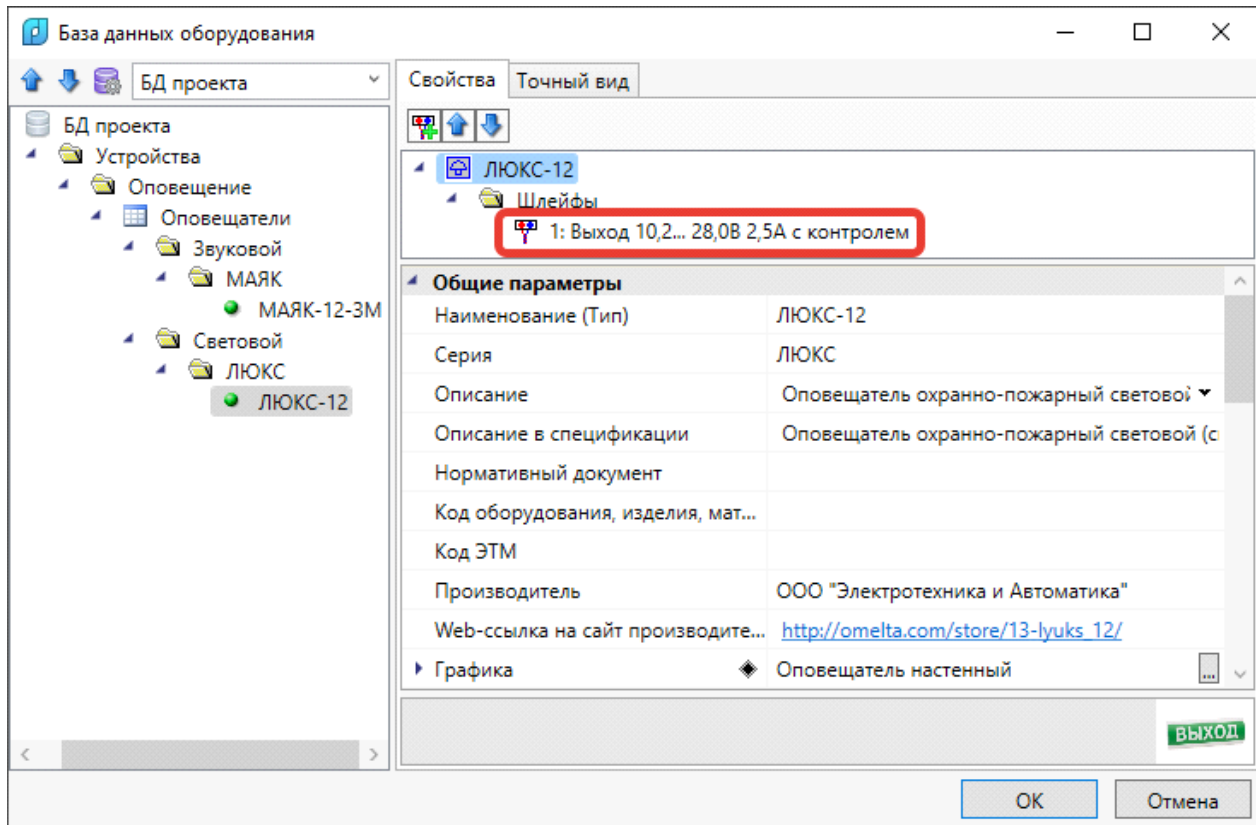 База данных оборудования
БД проекта
Свойства
Точный вид
БД проекта
Устройства
Оповещение
Оповещатели
Звуковой
МАЯК
МАЯК-12-3М
Световой
ЛЮКС
ЛЮКС-12
ЛЮКС-12
Шлейфы
1: Выход 10,2... 28,0В 2,5А с контролем
Общие параметры
Наименование (Тип) ЛЮКС-12
Серия ЛЮКС
Описание Оповещатель охранно-пожарный световой
Описание в спецификации Оповещатель охранно-пожарный световой (с
Нормативный документ
Код оборудования, изделия, мат...
Код ЭТМ
Производитель ООО "Электротехника и Автоматика"
Web-ссылка на сайт производите... http://omelta.com/store/13-lyuks_12/
Графика Оповещатель настенный ...
ВЫХОД
ОК Отмена